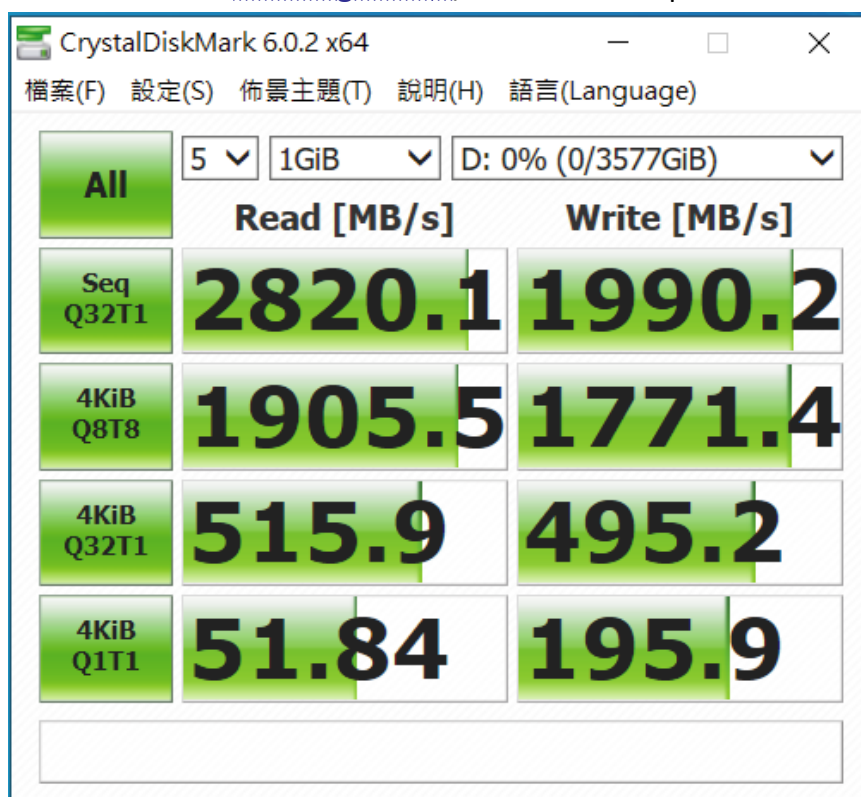 CrystalDiskMark 6.0.2 x64
檔案(F) 設定(S) 佈景主題(T) 說明(H) 語言(Language)
All 5 1GiB D: 0% (0/3577GiB)
Read [MB/s] Write [MB/s]
Seq Q32T1 2820.1 1990.2
4KiB Q8T8 1905.5 1771.4
4KiB Q32T1 515.9 495.2
4KiB Q1T1 51.84 195.9